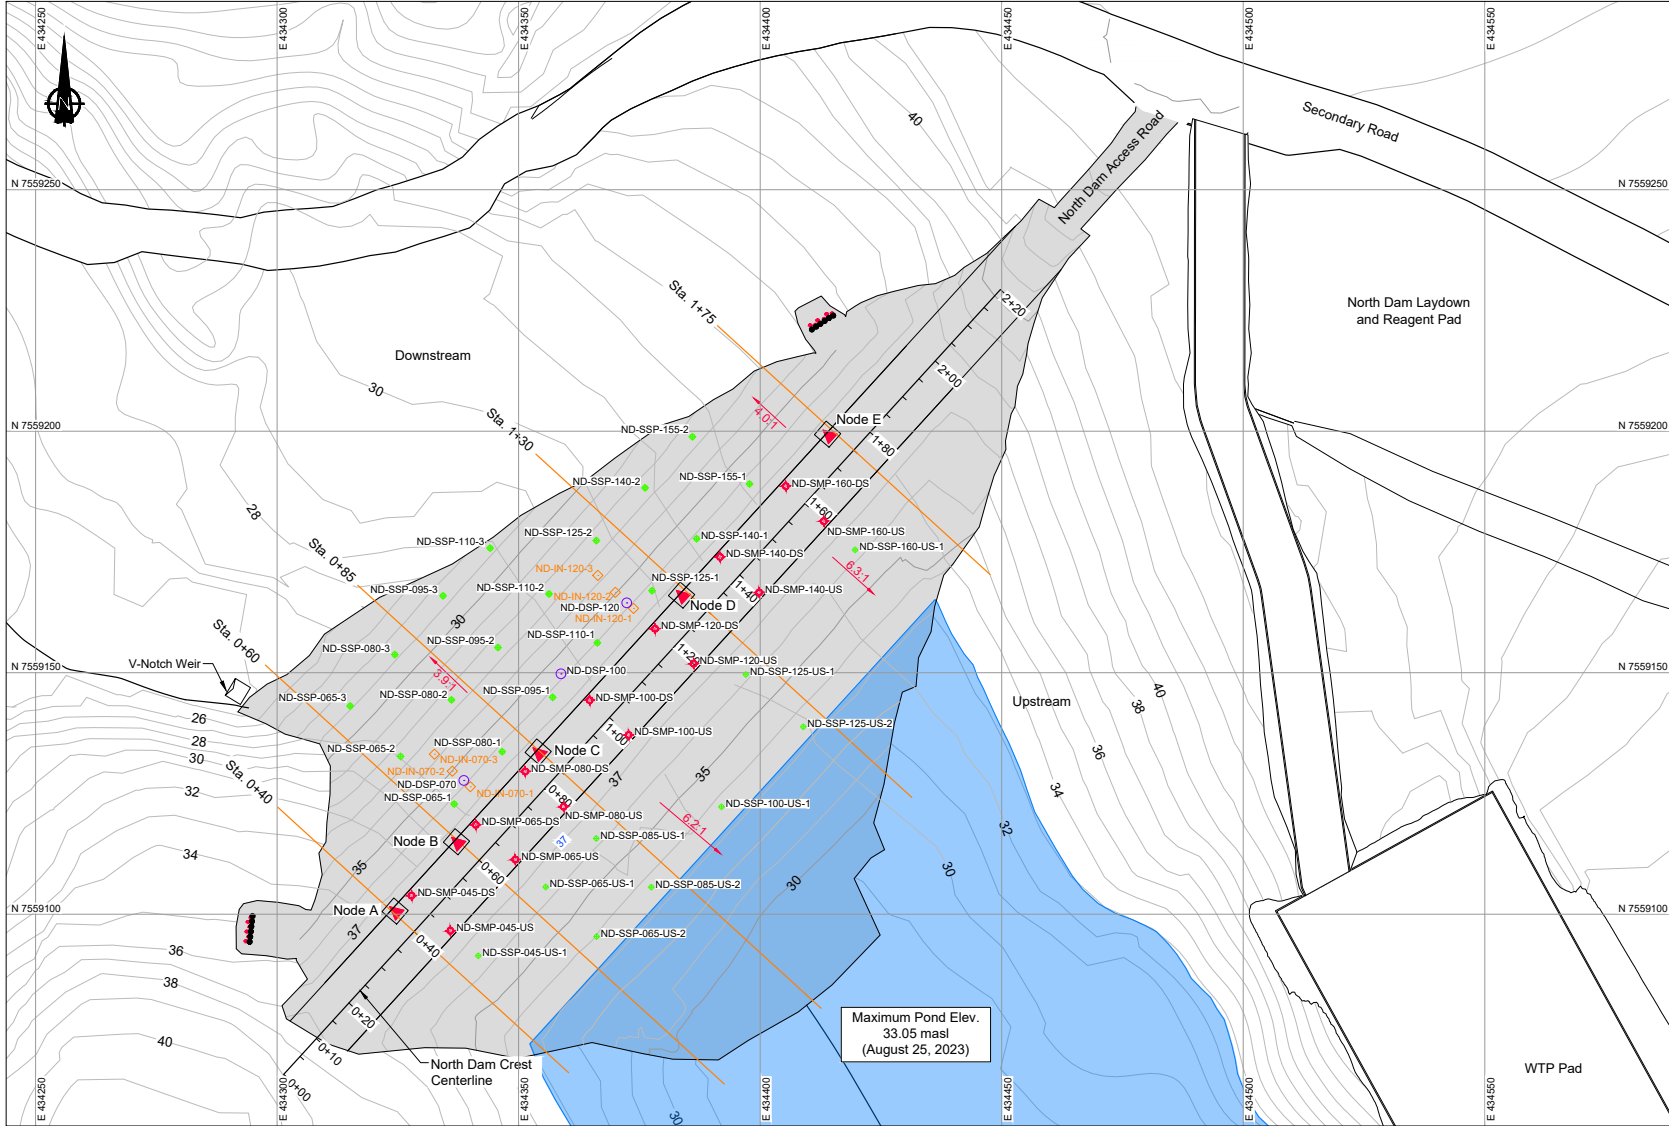 E 434250
E 434300
E 434350
E 434400
E 434450
E 434500
E 434550
N
40
Secondary Road
North Dam Access Road
N 7559250
N 7559250
Sta. 1+75
2+20
North Dam Laydown
and Reagent Pad
Downstream
30
2+00
4.0:1
Sta. 1+30
Node E
N 7559200
ND-SSP-155-2
1+80
N 7559200
ND-SSP-140-2
ND-SSP-155-1
ND-SMP-160-DS
28
1+60
ND-SMP-160-US
ND-SSP-125-2
ND-SSP-140-1
Sta. 0+85
ND-SSP-110-3
ND-SMP-140-DS
ND-SSP-160-US-1
ND-IN-120-3
6.3:1
ND-SSP-125-1
ND-SSP-095-3
ND-SSP-110-2
ND-IN-120-2
1+40
ND-SMP-140-US
ND-DSP-120
Node D
ND-IN-120-1
30
Sta. 0+60
ND-SSP-095-2
ND-SSP-110-1
ND-SMP-120-DS
ND-SSP-080-3
1+20
V-Notch Weir
ND-SMP-120-US
N 7559150
3.9:1
ND-DSP-100
ND-SSP-125-US-1
N 7559150
ND-SSP-065-3
ND-SSP-080-2
ND-SSP-095-1
ND-SMP-100-DS
Upstream
40
38
26
ND-SSP-125-US-2
28
ND-SMP-100-US
1+00
ND-SSP-065-2
ND-SSP-080-1
Node C
36
30
ND-IN-070-3
Sta. 0+40
ND-IN-070-2
ND-SMP-080-DS
37
35
ND-DSP-070
ND-IN-070-1
34
32
ND-SSP-065-1
0+80
ND-SSP-100-US-1
ND-SMP-080-US
6.2:1
ND-SMP-065-DS
32
Node B
37
ND-SSP-085-US-1
34
ND-SMP-065-US
35
0+60
30
ND-SSP-065-US-1
ND-SSP-085-US-2
30
ND-SMP-045-DS
N 7559100
Node A
N 7559100
37
ND-SMP-045-US
ND-SSP-065-US-2
36
0+40
ND-SSP-045-US-1
38
0+20
Maximum Pond Elev.
33.05 masl
(August 25, 2023)
40
0+10
North Dam Crest
Centerline
WTP Pad
0+00
30
E 434250
E 434300
E 434350
E 434400
E 434450
E 434500
E 434550